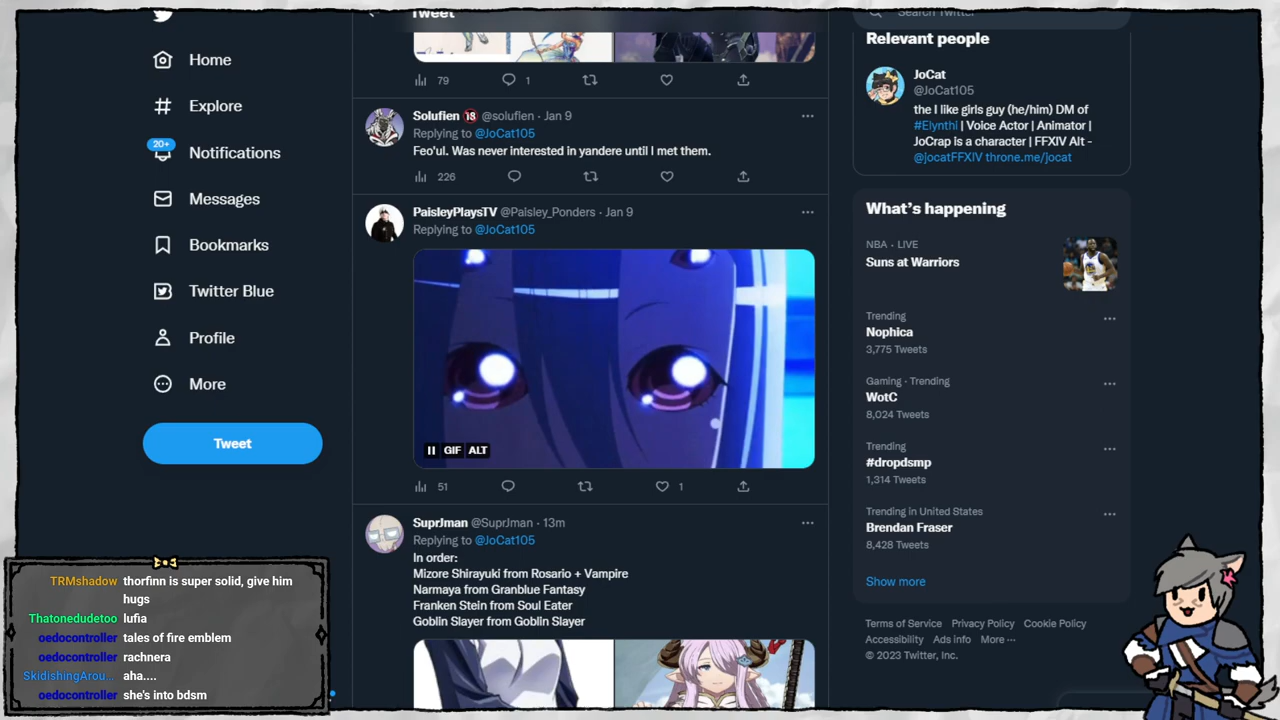 Home
Explore
20+
Notifications
Messages
Bookmarks
Twitter Blue
Profile
More
Tweet
Tweet
79
1
Solufien 🔞 @solufien · Jan 9
Replying to @JoCat105
Feo'ul. Was never interested in yandere until I met them.
226
PaisleyPlaysTV @Paisley_Ponders · Jan 9
Replying to @JoCat105
GIF ALT
51
1
SuprJman @SuprJman · 13m
Replying to @JoCat105
In order:
Mizore Shirayuki from Rosario + Vampire
Narmaya from Granblue Fantasy
Franken Stein from Soul Eater
Goblin Slayer from Goblin Slayer
Search Twitter
Relevant people
JoCat
@JoCat105
the I like girls guy (he/him) DM of
#Elynthi | Voice Actor | Animator |
JoCrap is a character | FFXIV Alt -
@jocatFFXIV throne.me/jocat
What's happening
NBA · LIVE
Suns at Warriors
Trending
Nophica
3,775 Tweets
Gaming · Trending
WotC
8,024 Tweets
Trending
#dropdsmp
1,314 Tweets
Trending in United States
Brendan Fraser
8,428 Tweets
Show more
Terms of Service Privacy Policy Cookie Policy
Accessibility Ads info More ···
© 2023 Twitter, Inc.
TRMshadow thorfinn is super solid, give him
hugs
Thatonedudetoo lufia
oedocontroller tales of fire emblem
oedocontroller rachnera
SkidishingArou... aha....
oedocontroller she's into bdsm